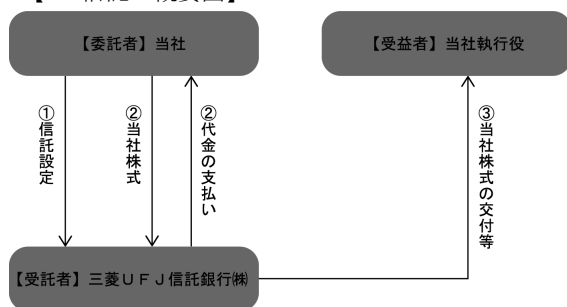 【委託者】当社
【受益者】当社執行役
①信託設定
②当社株式
②代金の支払い
③当社株式の交付等
【受託者】三菱ＵＦＪ信託銀行㈱